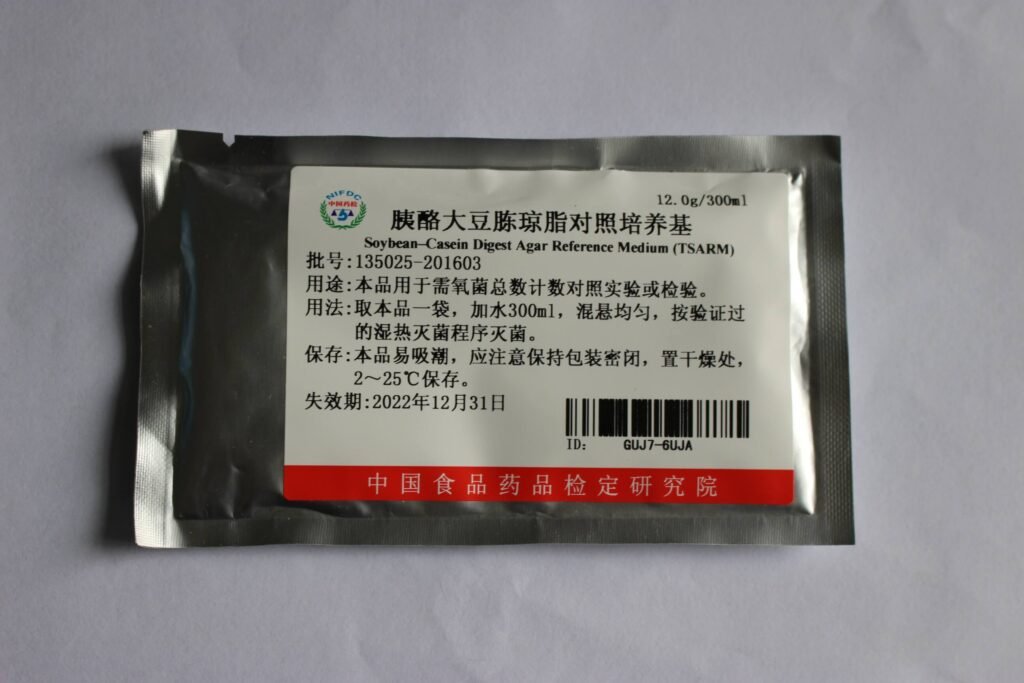 NIFDC
中国药检
12.0g/300ml
胰酪大豆胨琼脂对照培养基
Soybean–Casein Digest Agar Reference Medium (TSARM)
批号:135025-201603
用途:本品用于需氧菌总数计数对照实验或检验。
用法:取本品一袋，加水300ml，混悬均匀，按验证过
的湿热灭菌程序灭菌。
保存:本品易吸潮，应注意保持包装密闭，置干燥处，
2～25℃保存。
失效期:2022年12月31日
ID: GUJ7-6UJA
中国食品药品检定研究院